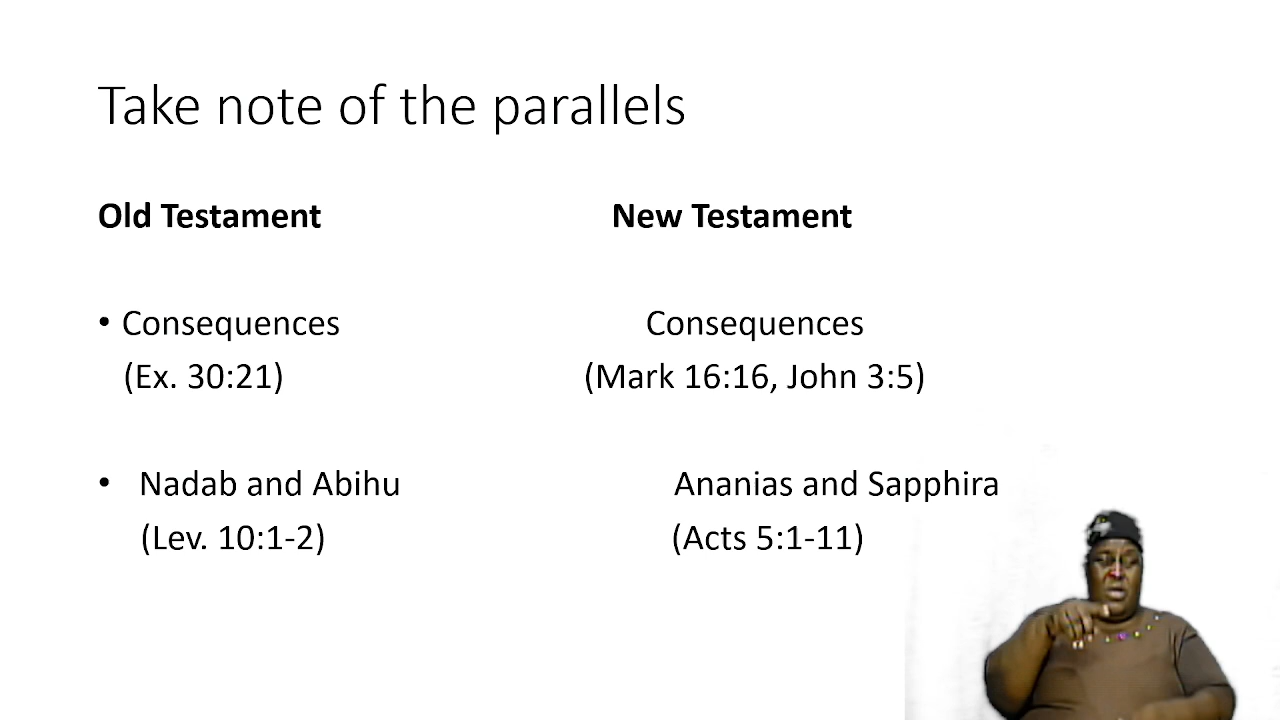 Take note of the parallels
Old Testament New Testament
• Consequences Consequences
(Ex. 30:21) (Mark 16:16, John 3:5)
• Nadab and Abihu Ananias and Sapphira
(Lev. 10:1-2) (Acts 5:1-11)